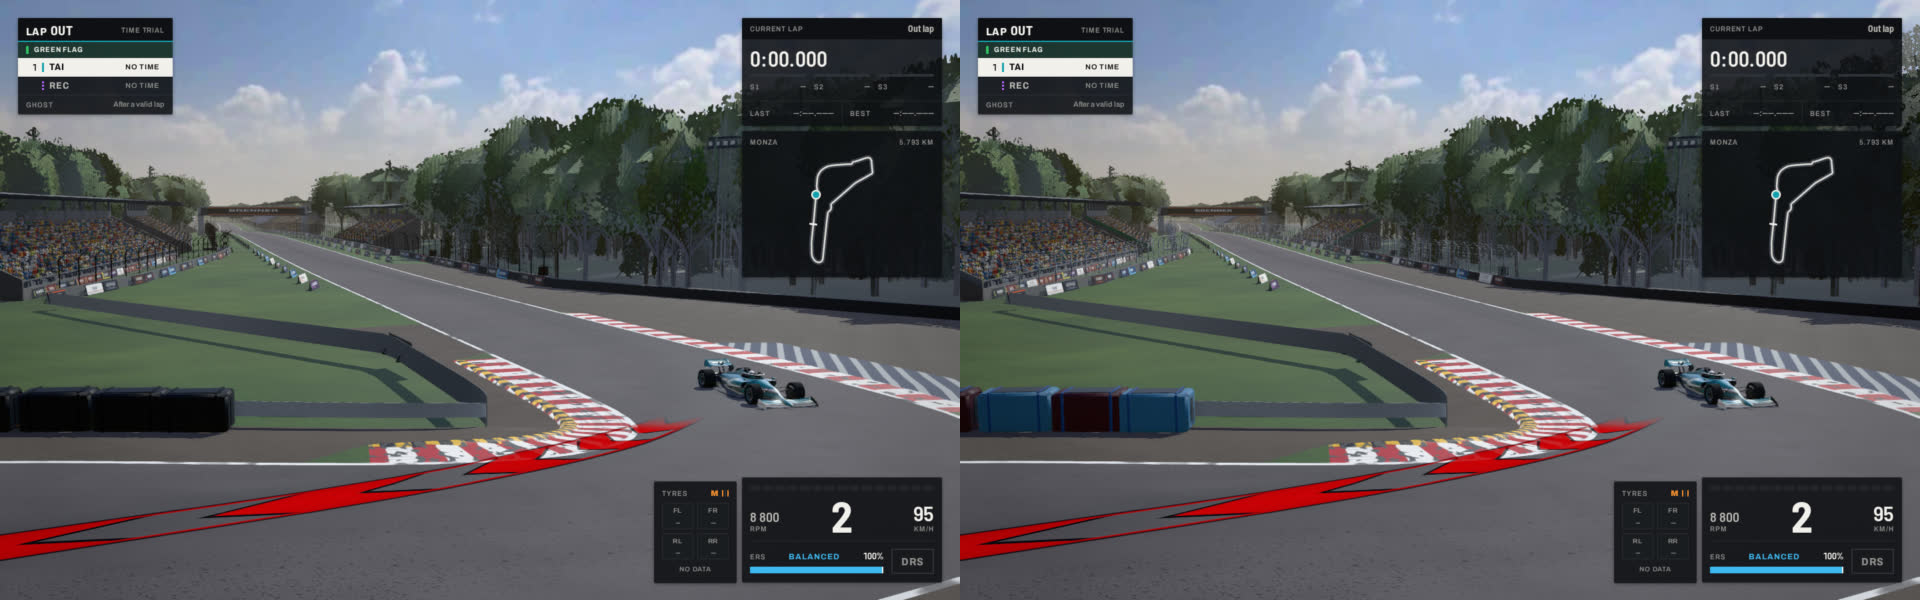 LAP OUT TIME TRIAL
GREEN FLAG
1 TAI NO TIME
REC NO TIME
GHOST After a valid lap
CURRENT LAP Out lap
0:00.000
S1 – S2 – S3 –
LAST –:––.––– BEST –:––.–––
MONZA 5.793 KM
TYRES M
FL FR
– –
RL RR
– –
NO DATA
8 800 RPM
2
95 KM/H
ERS BALANCED 100%
DRS
LAP OUT TIME TRIAL
GREEN FLAG
1 TAI NO TIME
REC NO TIME
GHOST After a valid lap
CURRENT LAP Out lap
0:00.000
S1 – S2 – S3 –
LAST –:––.––– BEST –:––.–––
MONZA 5.793 KM
TYRES M
FL FR
– –
RL RR
– –
NO DATA
8 800 RPM
2
95 KM/H
ERS BALANCED 100%
DRS